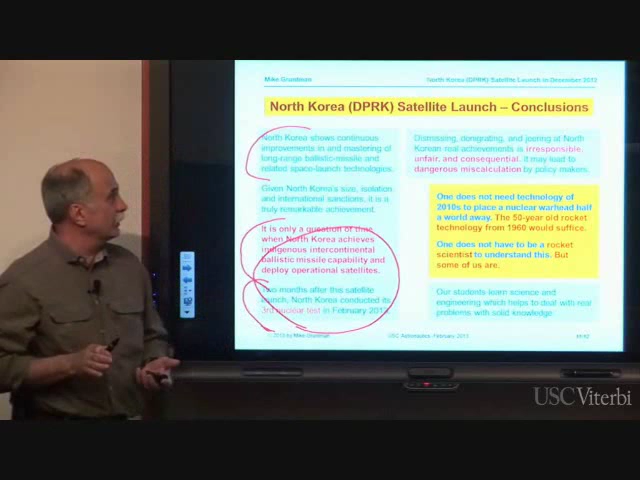 Mike Gruntman
North Korea (DPRK) Satellite Launch in December 2012
North Korea (DPRK) Satellite Launch – Conclusions
North Korea shows continuous
improvements in and mastering of
long-range ballistic-missile and
related space-launch technologies.
Given North Korea's size, isolation
and international sanctions, it is
a truly remarkable achievement.
It is only a question of time
when North Korea achieves
indigenous intercontinental
ballistic missile capability and
deploy operational satellites.
Two months after this satellite
launch, North Korea conducted its
3rd nuclear test in February 2013.
Dismissing, denigrating, and jeering at North
Korean real achievements is irresponsible,
unfair, and consequential. It may lead to
dangerous miscalculation by policy makers.
One does not need technology of
2010s to place a nuclear warhead half
a world away. The 50-year old rocket
technology from 1960 would suffice.
One does not have to be a rocket
scientist to understand this. But
some of us are.
Our students learn science and
engineering which helps to deal with real
problems with solid knowledge.
© 2013 by Mike Gruntman
USC Astronautics, February 2013
USC Viterbi